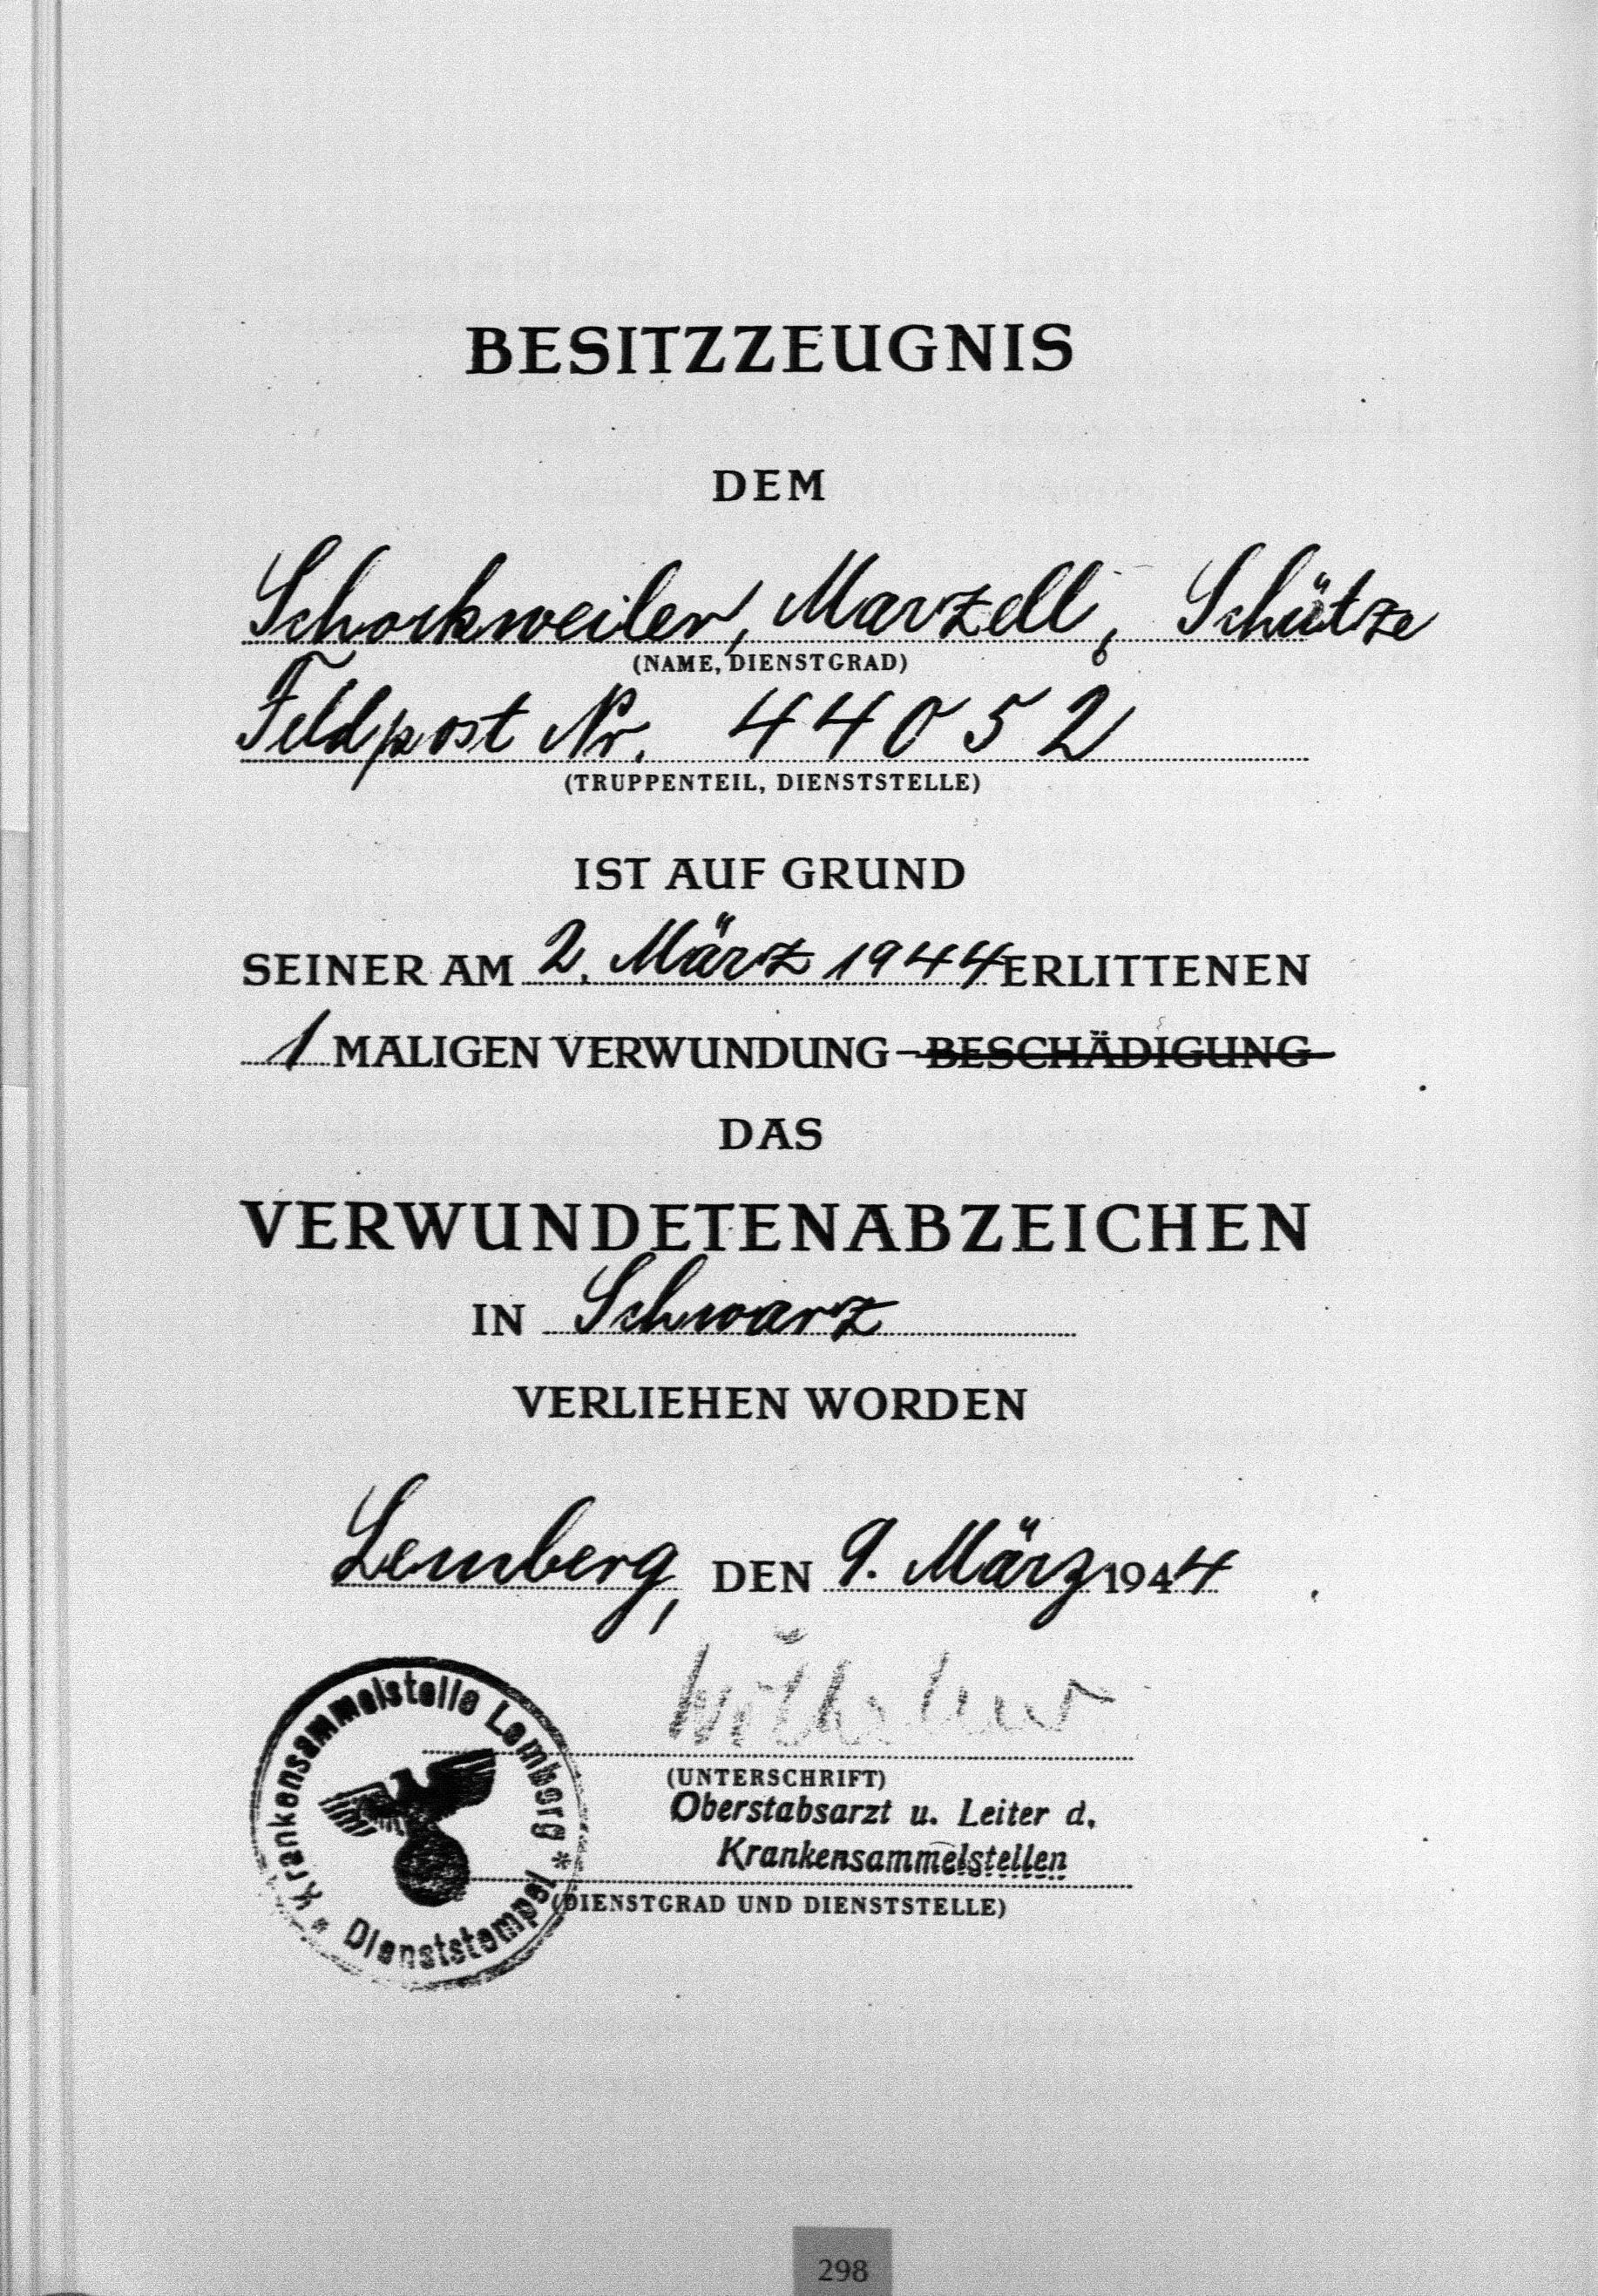 BESITZZEUGNIS
DEM
Schockweiler, Marzell, Schütze
(NAME, DIENSTGRAD)
Feldpost Nr. 44052
(TRUPPENTEIL, DIENSTSTELLE)
IST AUF GRUND
SEINER AM 2. März 1944 ERLITTENEN
1 MALIGEN VERWUNDUNG – BESCHÄDIGUNG
DAS
VERWUNDETENABZEICHEN
IN Schwarz
VERLIEHEN WORDEN
Lemberg, DEN 9. März 1944
(UNTERSCHRIFT)
Oberstabsarzt u. Leiter d.
Krankensammelstellen
(DIENSTGRAD UND DIENSTSTELLE)
Krankensammelstelle Lemberg
* Dienststempel *
298